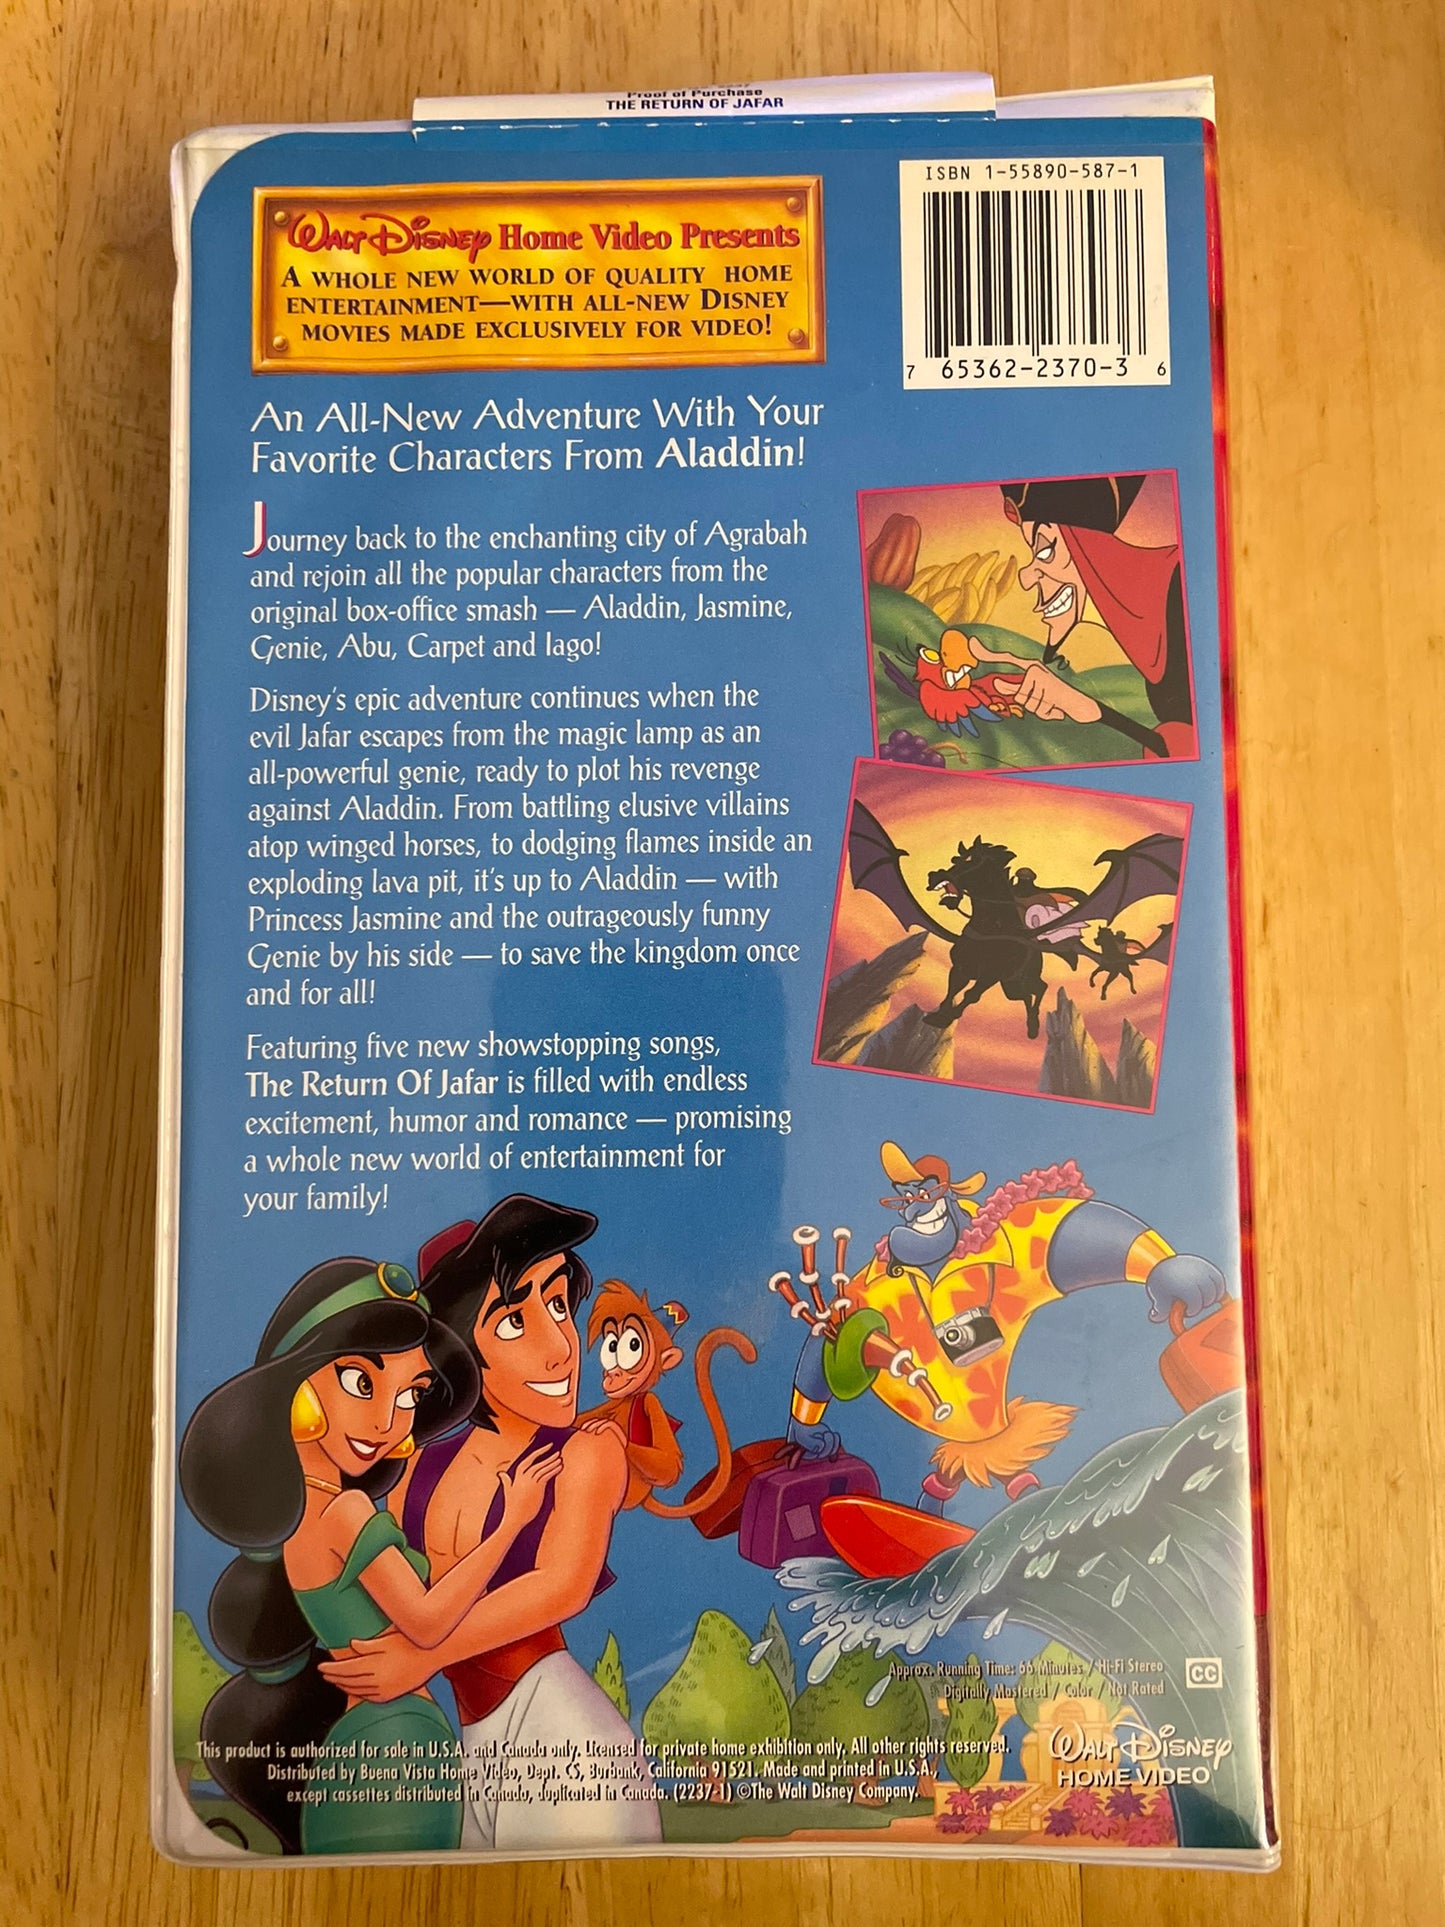 Proof of Purchase
THE RETURN OF JAFAR
ISBN 1-55890-587-1
7 65362-2370-3 6
Walt Disney Home Video Presents
A WHOLE NEW WORLD OF QUALITY HOME
ENTERTAINMENT—WITH ALL-NEW DISNEY
MOVIES MADE EXCLUSIVELY FOR VIDEO!
An All-New Adventure With Your
Favorite Characters From Aladdin!
Journey back to the enchanting city of Agrabah
and rejoin all the popular characters from the
original box-office smash — Aladdin, Jasmine,
Genie, Abu, Carpet and Iago!
Disney's epic adventure continues when the
evil Jafar escapes from the magic lamp as an
all-powerful genie, ready to plot his revenge
against Aladdin. From battling elusive villains
atop winged horses, to dodging flames inside an
exploding lava pit, it's up to Aladdin — with
Princess Jasmine and the outrageously funny
Genie by his side — to save the kingdom once
and for all!
Featuring five new showstopping songs,
The Return Of Jafar is filled with endless
excitement, humor and romance — promising
a whole new world of entertainment for
your family!
Approx. Running Time: 66 Minutes / Hi-Fi Stereo
Digitally Mastered / Color / Not Rated
CC
This product is authorized for sale in U.S.A. and Canada only. Licensed for private home exhibition only. All other rights reserved.
Distributed by Buena Vista Home Video, Dept. CS, Burbank, California 91521. Made and printed in U.S.A.,
except cassettes distributed in Canada, duplicated in Canada. (2237-1) ©The Walt Disney Company.
Walt Disney
HOME VIDEO